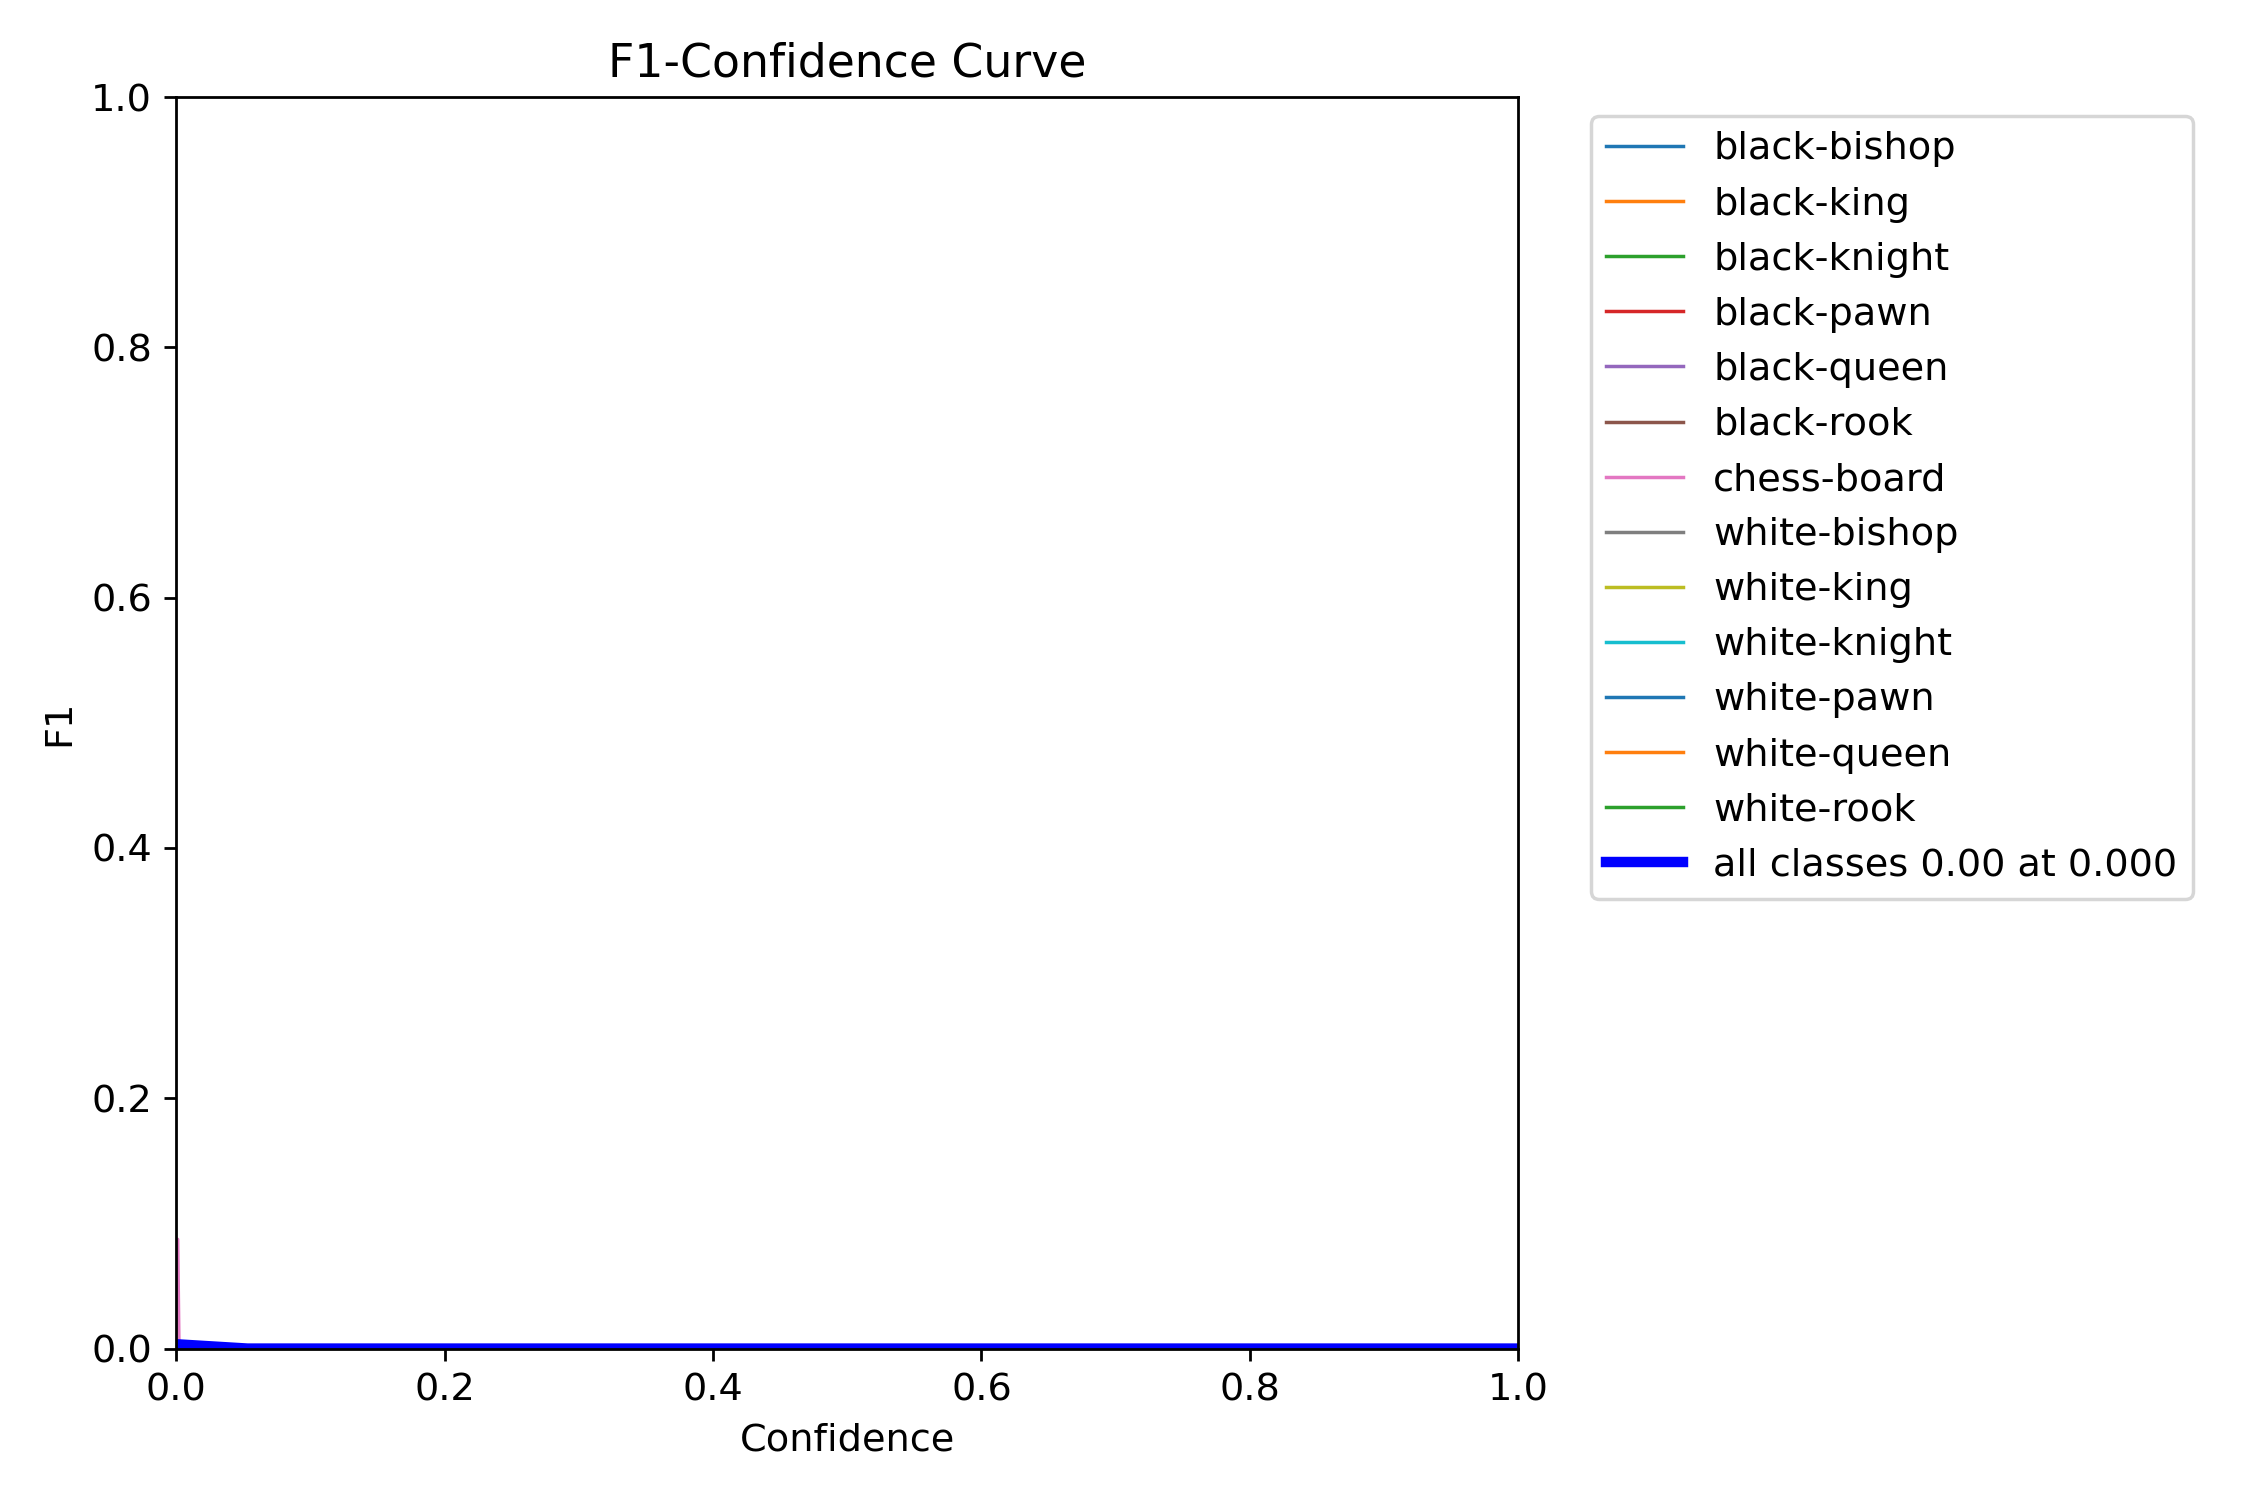 F1-Confidence Curve
1.0
0.8
0.6
0.4
0.2
0.0
F1
0.0 0.2 0.4 0.6 0.8 1.0
Confidence
black-bishop
black-king
black-knight
black-pawn
black-queen
black-rook
chess-board
white-bishop
white-king
white-knight
white-pawn
white-queen
white-rook
all classes 0.00 at 0.000